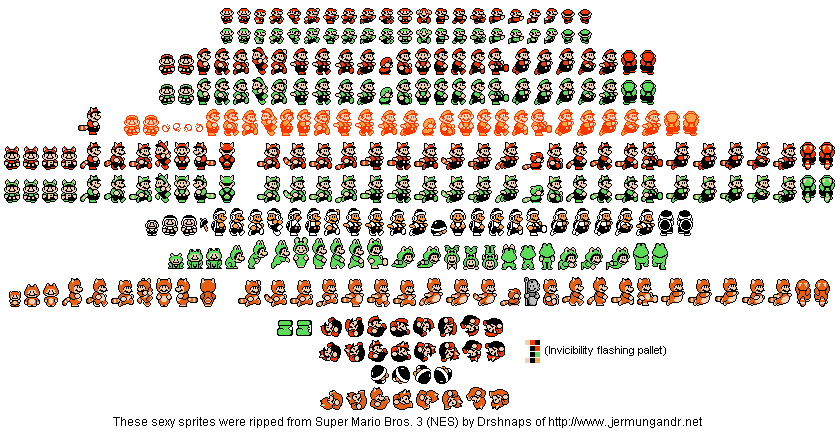 (Invicibility flashing pallet)
These sexy sprites were ripped from Super Mario Bros. 3 (NES) by Drshnaps of http://www.jermungandr.net